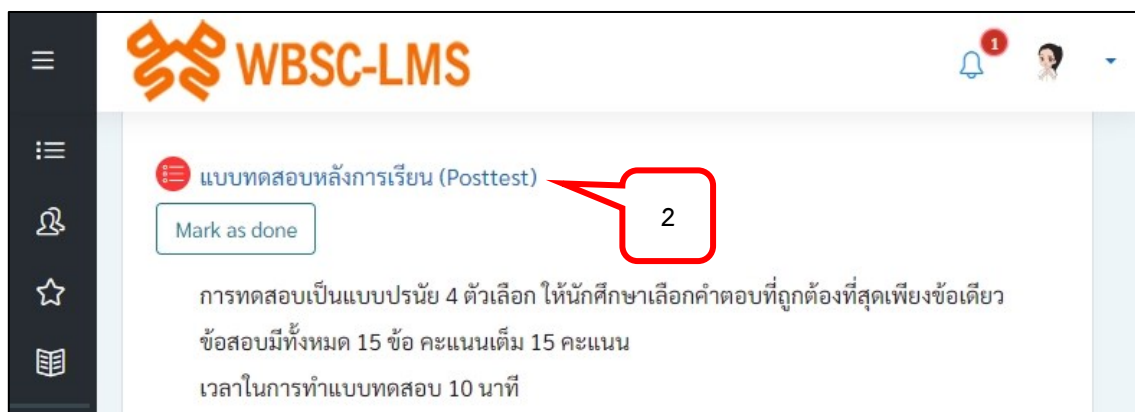 WBSC-LMS
1
แบบทดสอบหลังการเรียน (Posttest)
2
Mark as done
การทดสอบเป็นแบบปรนัย 4 ตัวเลือก ให้นักศึกษาเลือกคำตอบที่ถูกต้องที่สุดเพียงข้อเดียว
ข้อสอบมีทั้งหมด 15 ข้อ คะแนนเต็ม 15 คะแนน
เวลาในการทำแบบทดสอบ 10 นาที